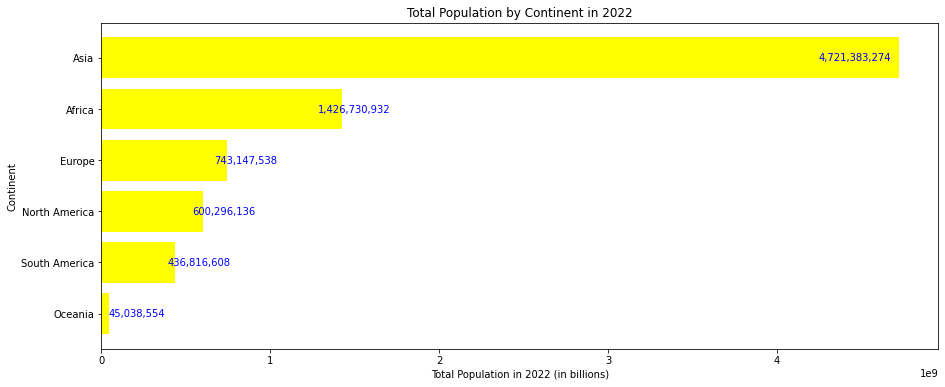 Total Population by Continent in 2022
Continent
Asia 4,721,383,274
Africa 1,426,730,932
Europe 743,147,538
North America 600,296,136
South America 436,816,608
Oceania 45,038,554
0 1 2 3 4
1e9
Total Population in 2022 (in billions)